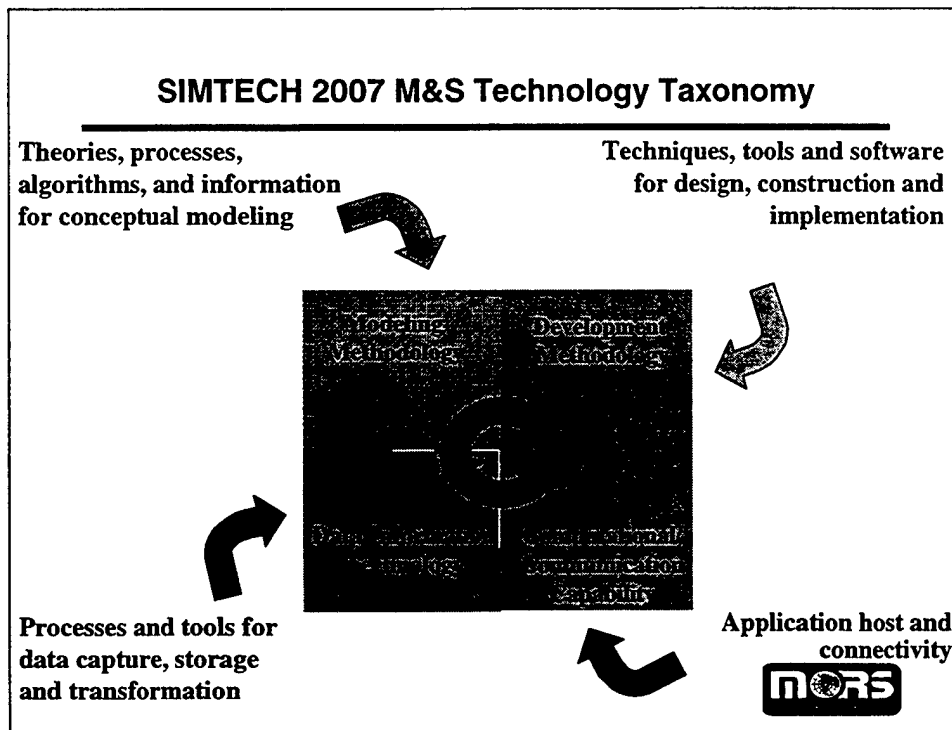 SIMTECH 2007 M&S Technology Taxonomy
Theories, processes,
algorithms, and information
for conceptual modeling
Techniques, tools and software
for design, construction and
implementation
Modeling
Methodology
Development
Methodology
Communication
Capability
Processes and tools for
data capture, storage
and transformation
Application host and
connectivity
MORS